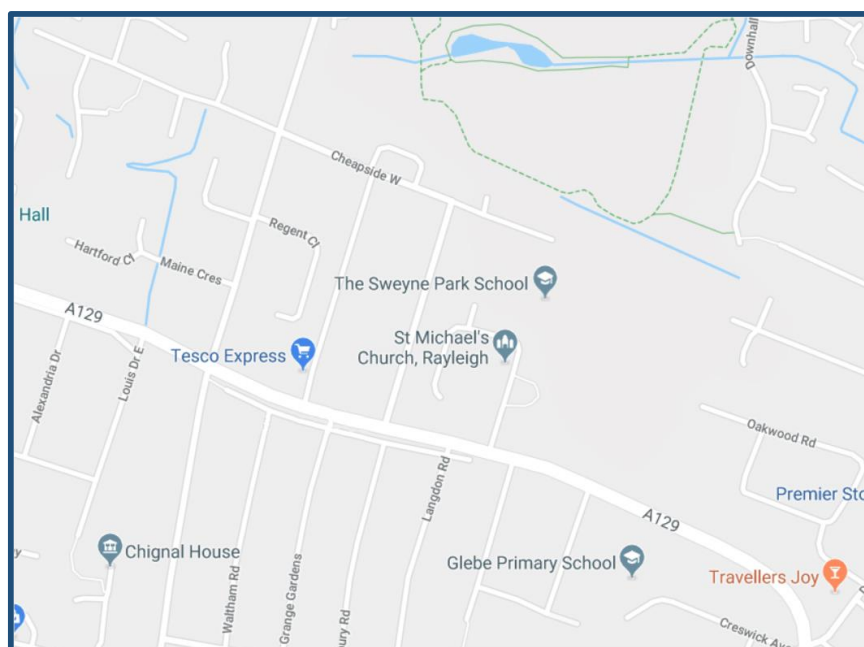 Downhall
Cheapside W
Hall
Regent Cl
Hartford Cl
Maine Cres
The Sweyne Park School
A129
St Michael's
Church, Rayleigh
Tesco Express
Alexandria Dr
Louis Dr E
Oakwood Rd
Langdon Rd
Premier Sto
A129
Chignal House
Glebe Primary School
Travellers Joy
Waltham Rd
Grange Gardens
bury Rd
Creswick Ave